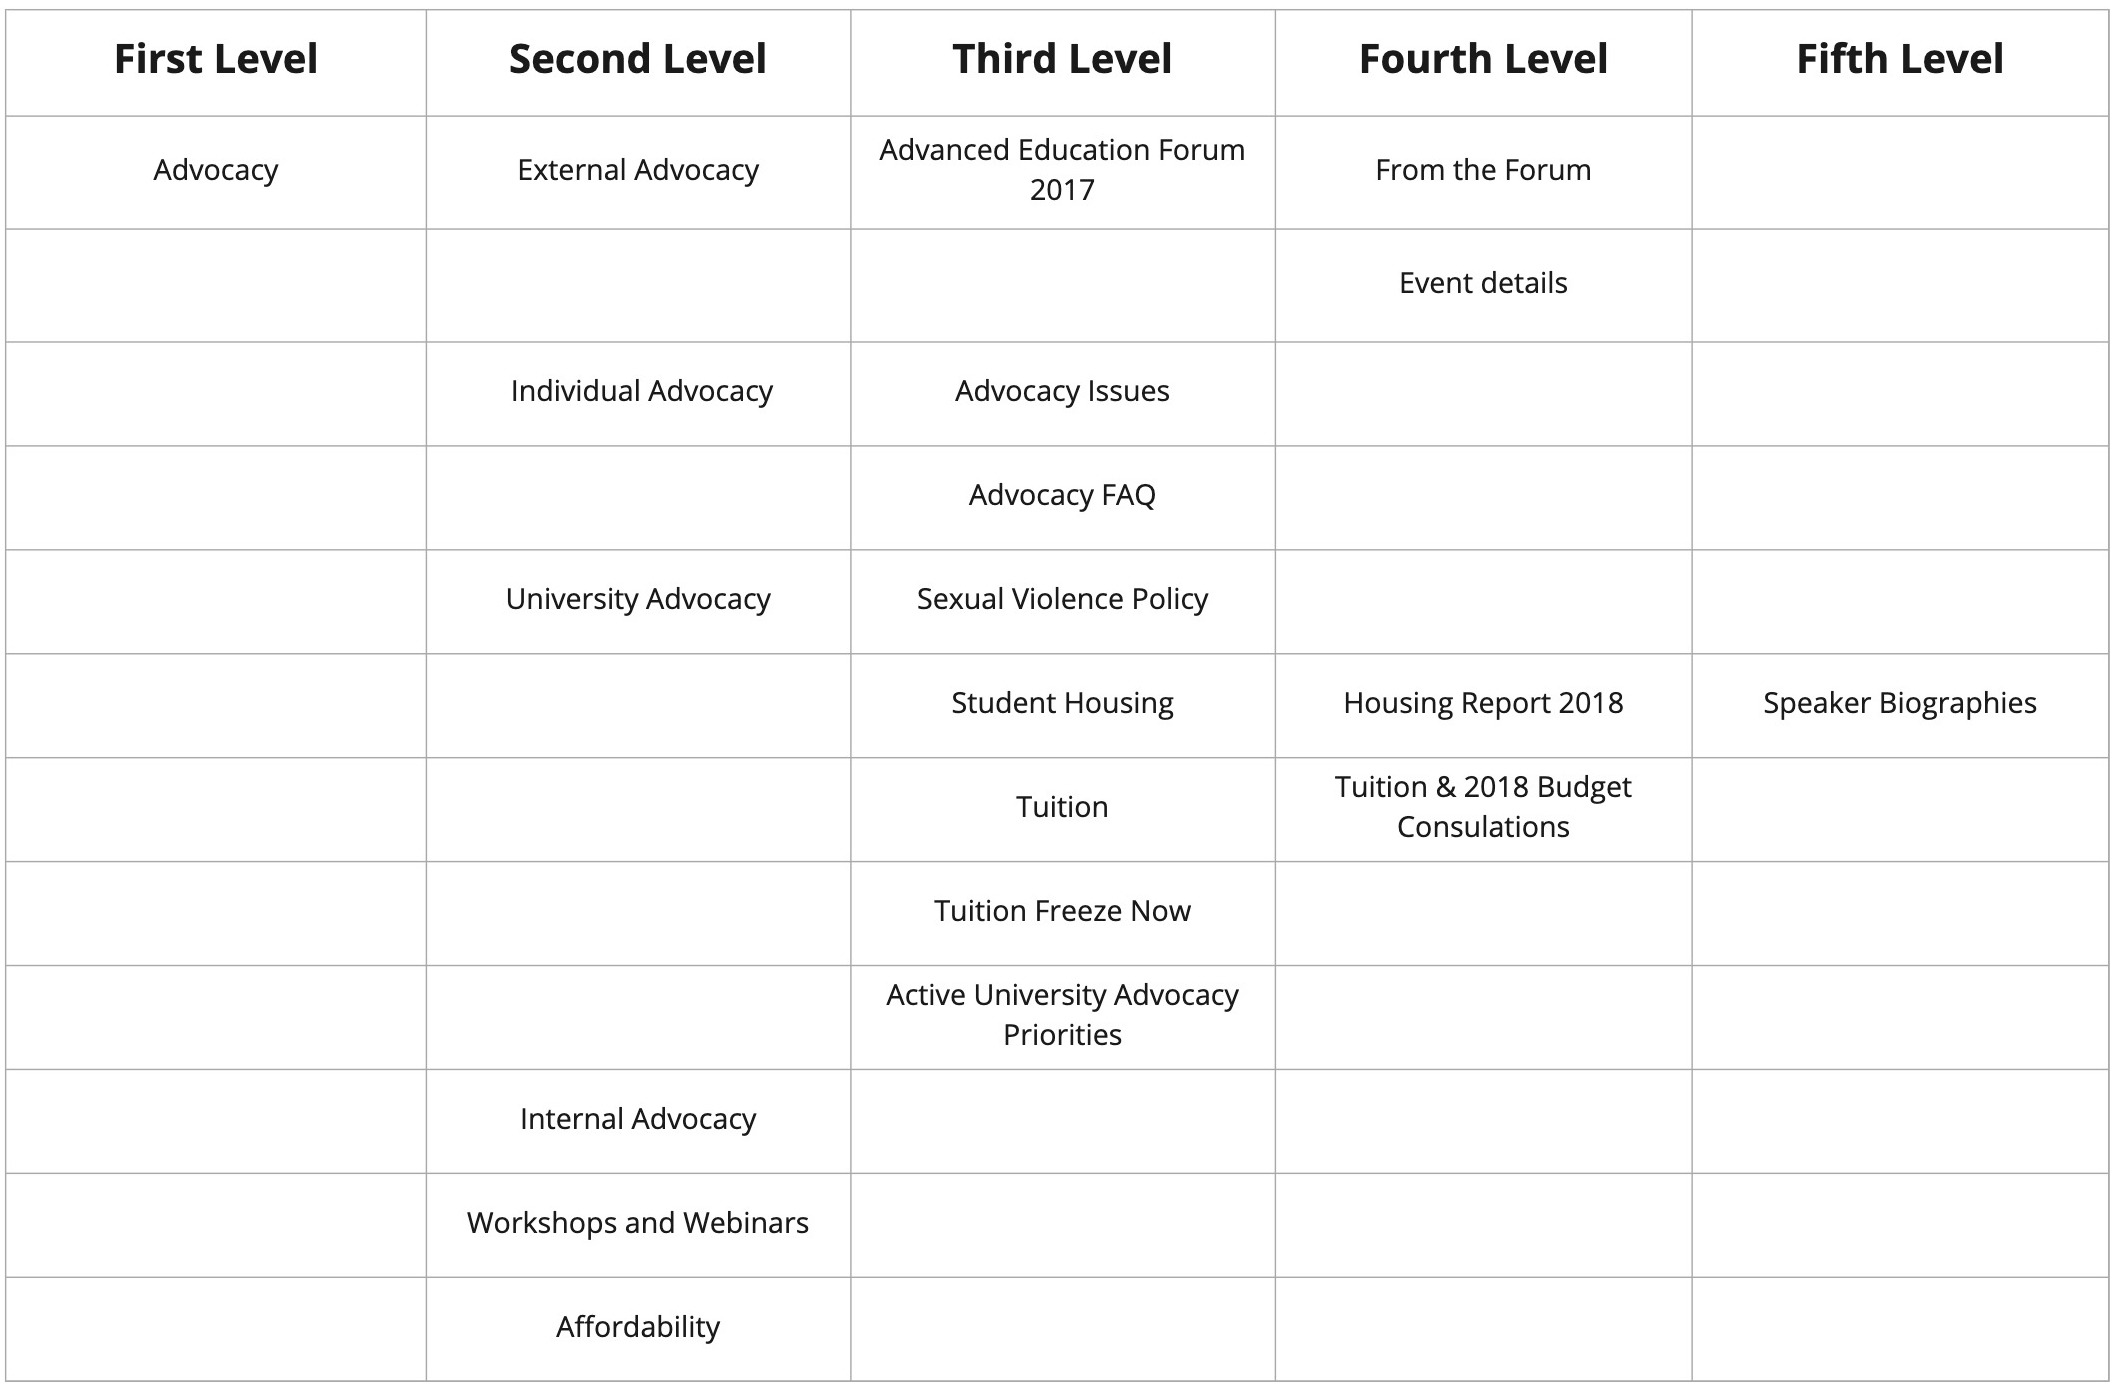 First Level
Second Level
Third Level
Fourth Level
Fifth Level
Advocacy
External Advocacy
Advanced Education Forum
2017
From the Forum
Event details
Individual Advocacy
Advocacy Issues
Advocacy FAQ
University Advocacy
Sexual Violence Policy
Student Housing
Housing Report 2018
Speaker Biographies
Tuition
Tuition & 2018 Budget
Consulations
Tuition Freeze Now
Active University Advocacy
Priorities
Internal Advocacy
Workshops and Webinars
Affordability